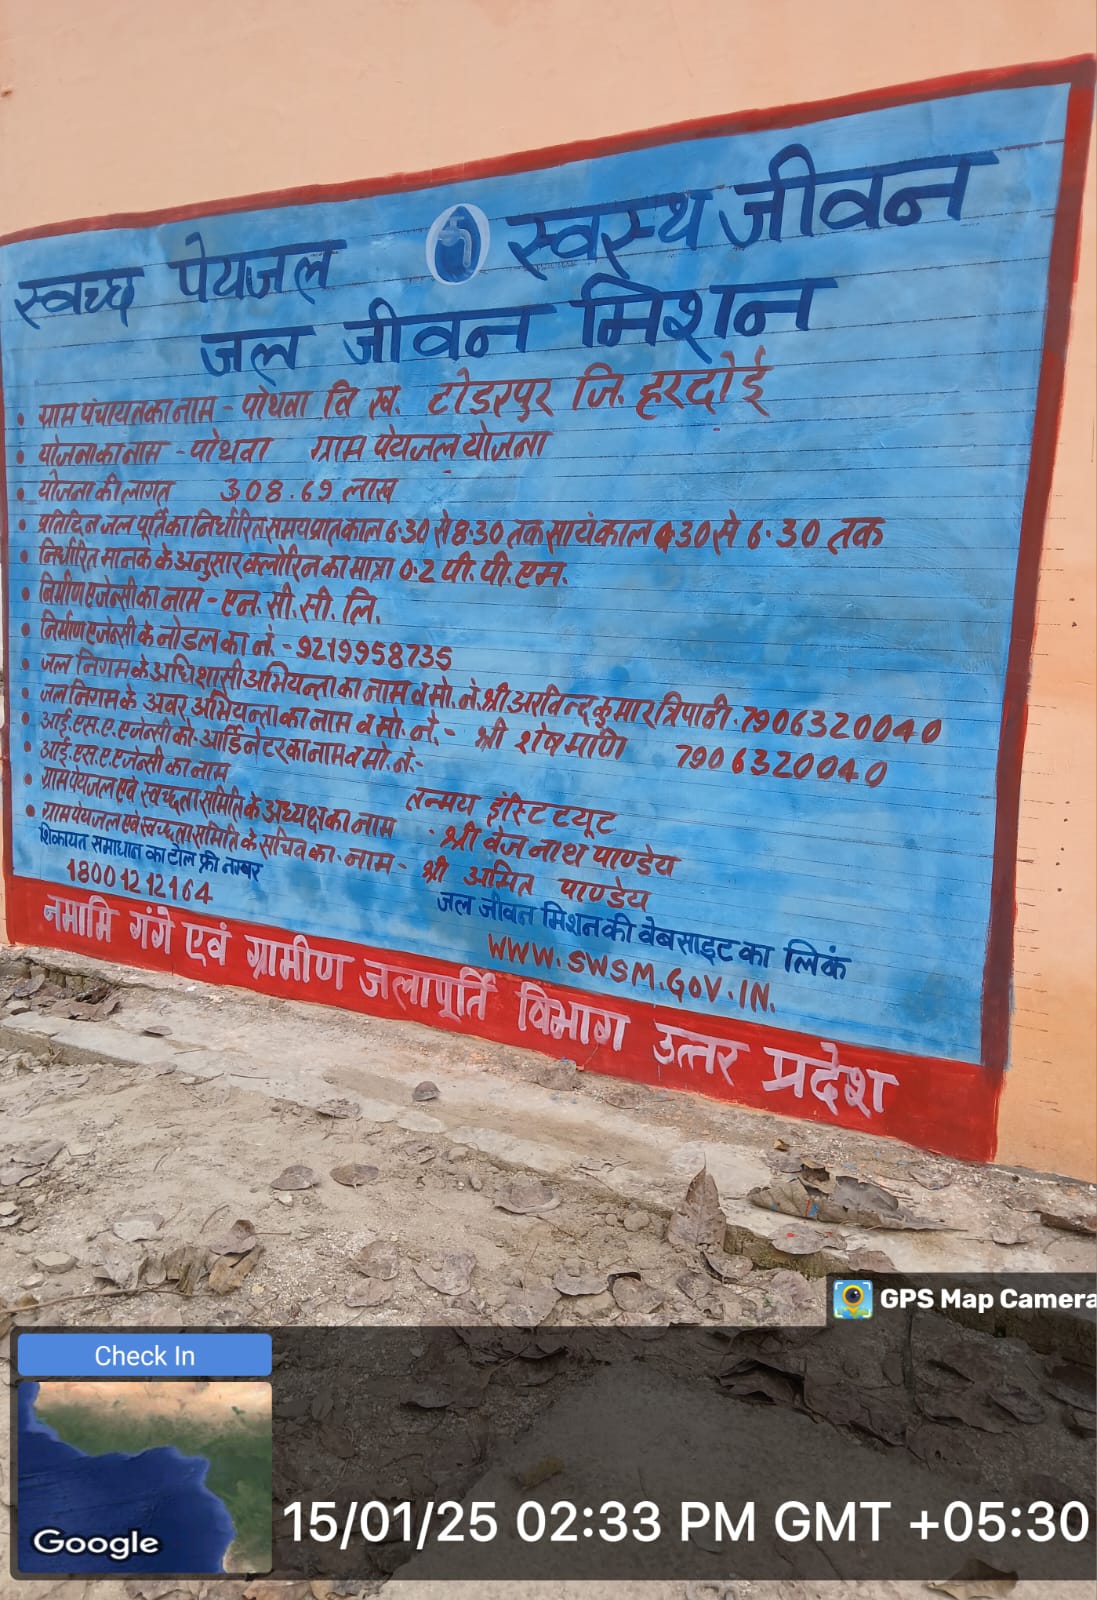 स्वच्छ पेयजल स्वस्थ जीवन
जल जीवन मिशन
• ग्राम पंचायत का नाम - पोथवा वि ख. टोडरपुर जि. हरदोई
• योजना का नाम - पोथवा ग्राम पेयजल योजना
• योजना की लागत 308.69 लाख
• प्रतिदिन जल पूर्ति का निर्धारित समय प्रातकाल 6.30 से 8.30 तक सायंकाल 4.30 से 6.30 तक
• निर्धारित मानक के अनुसार क्लोरिन का मात्रा 0.2 पी.पी.एम.
• निर्माण एजेन्सी का नाम - एन.सी.सी.लि.
• निर्माण एजेन्सी के नोडल का नं. - 9219958735
• जल निगम के अधिशासी अभियन्ता का नाम व मो.नं. श्री अरविन्द कुमार त्रिपाठी. 7906320040
• जल निगम के अवर अभियन्ता का नाम व मो. नं. - श्री शेषमणि 7906320040
• आई.एस.ए. एजेन्सी को-आर्डिनेटर का नाम व मो. नं.-
• आई.एस.ए एजेन्सी का नाम तन्मय इंस्टिटयूट
• ग्राम पेयजल एवं स्वच्छता समिति के अध्यक्ष का नाम श्री वेजनाथ पाण्डेय
• ग्राम पेयजल एवं स्वच्छता समिति के सचिव का नाम - श्री अमित पाण्डेय
शिकायत समाधान का टोल फ्री नम्बर
18001212164
जल जीवन मिशन की वेबसाइट का लिंक
WWW.SWSM.GOV.IN.
नमामि गंगे एवं ग्रामीण जलापूर्ति विभाग उत्तर प्रदेश
GPS Map Camera
Check In
Google
15/01/25 02:33 PM GMT +05:30